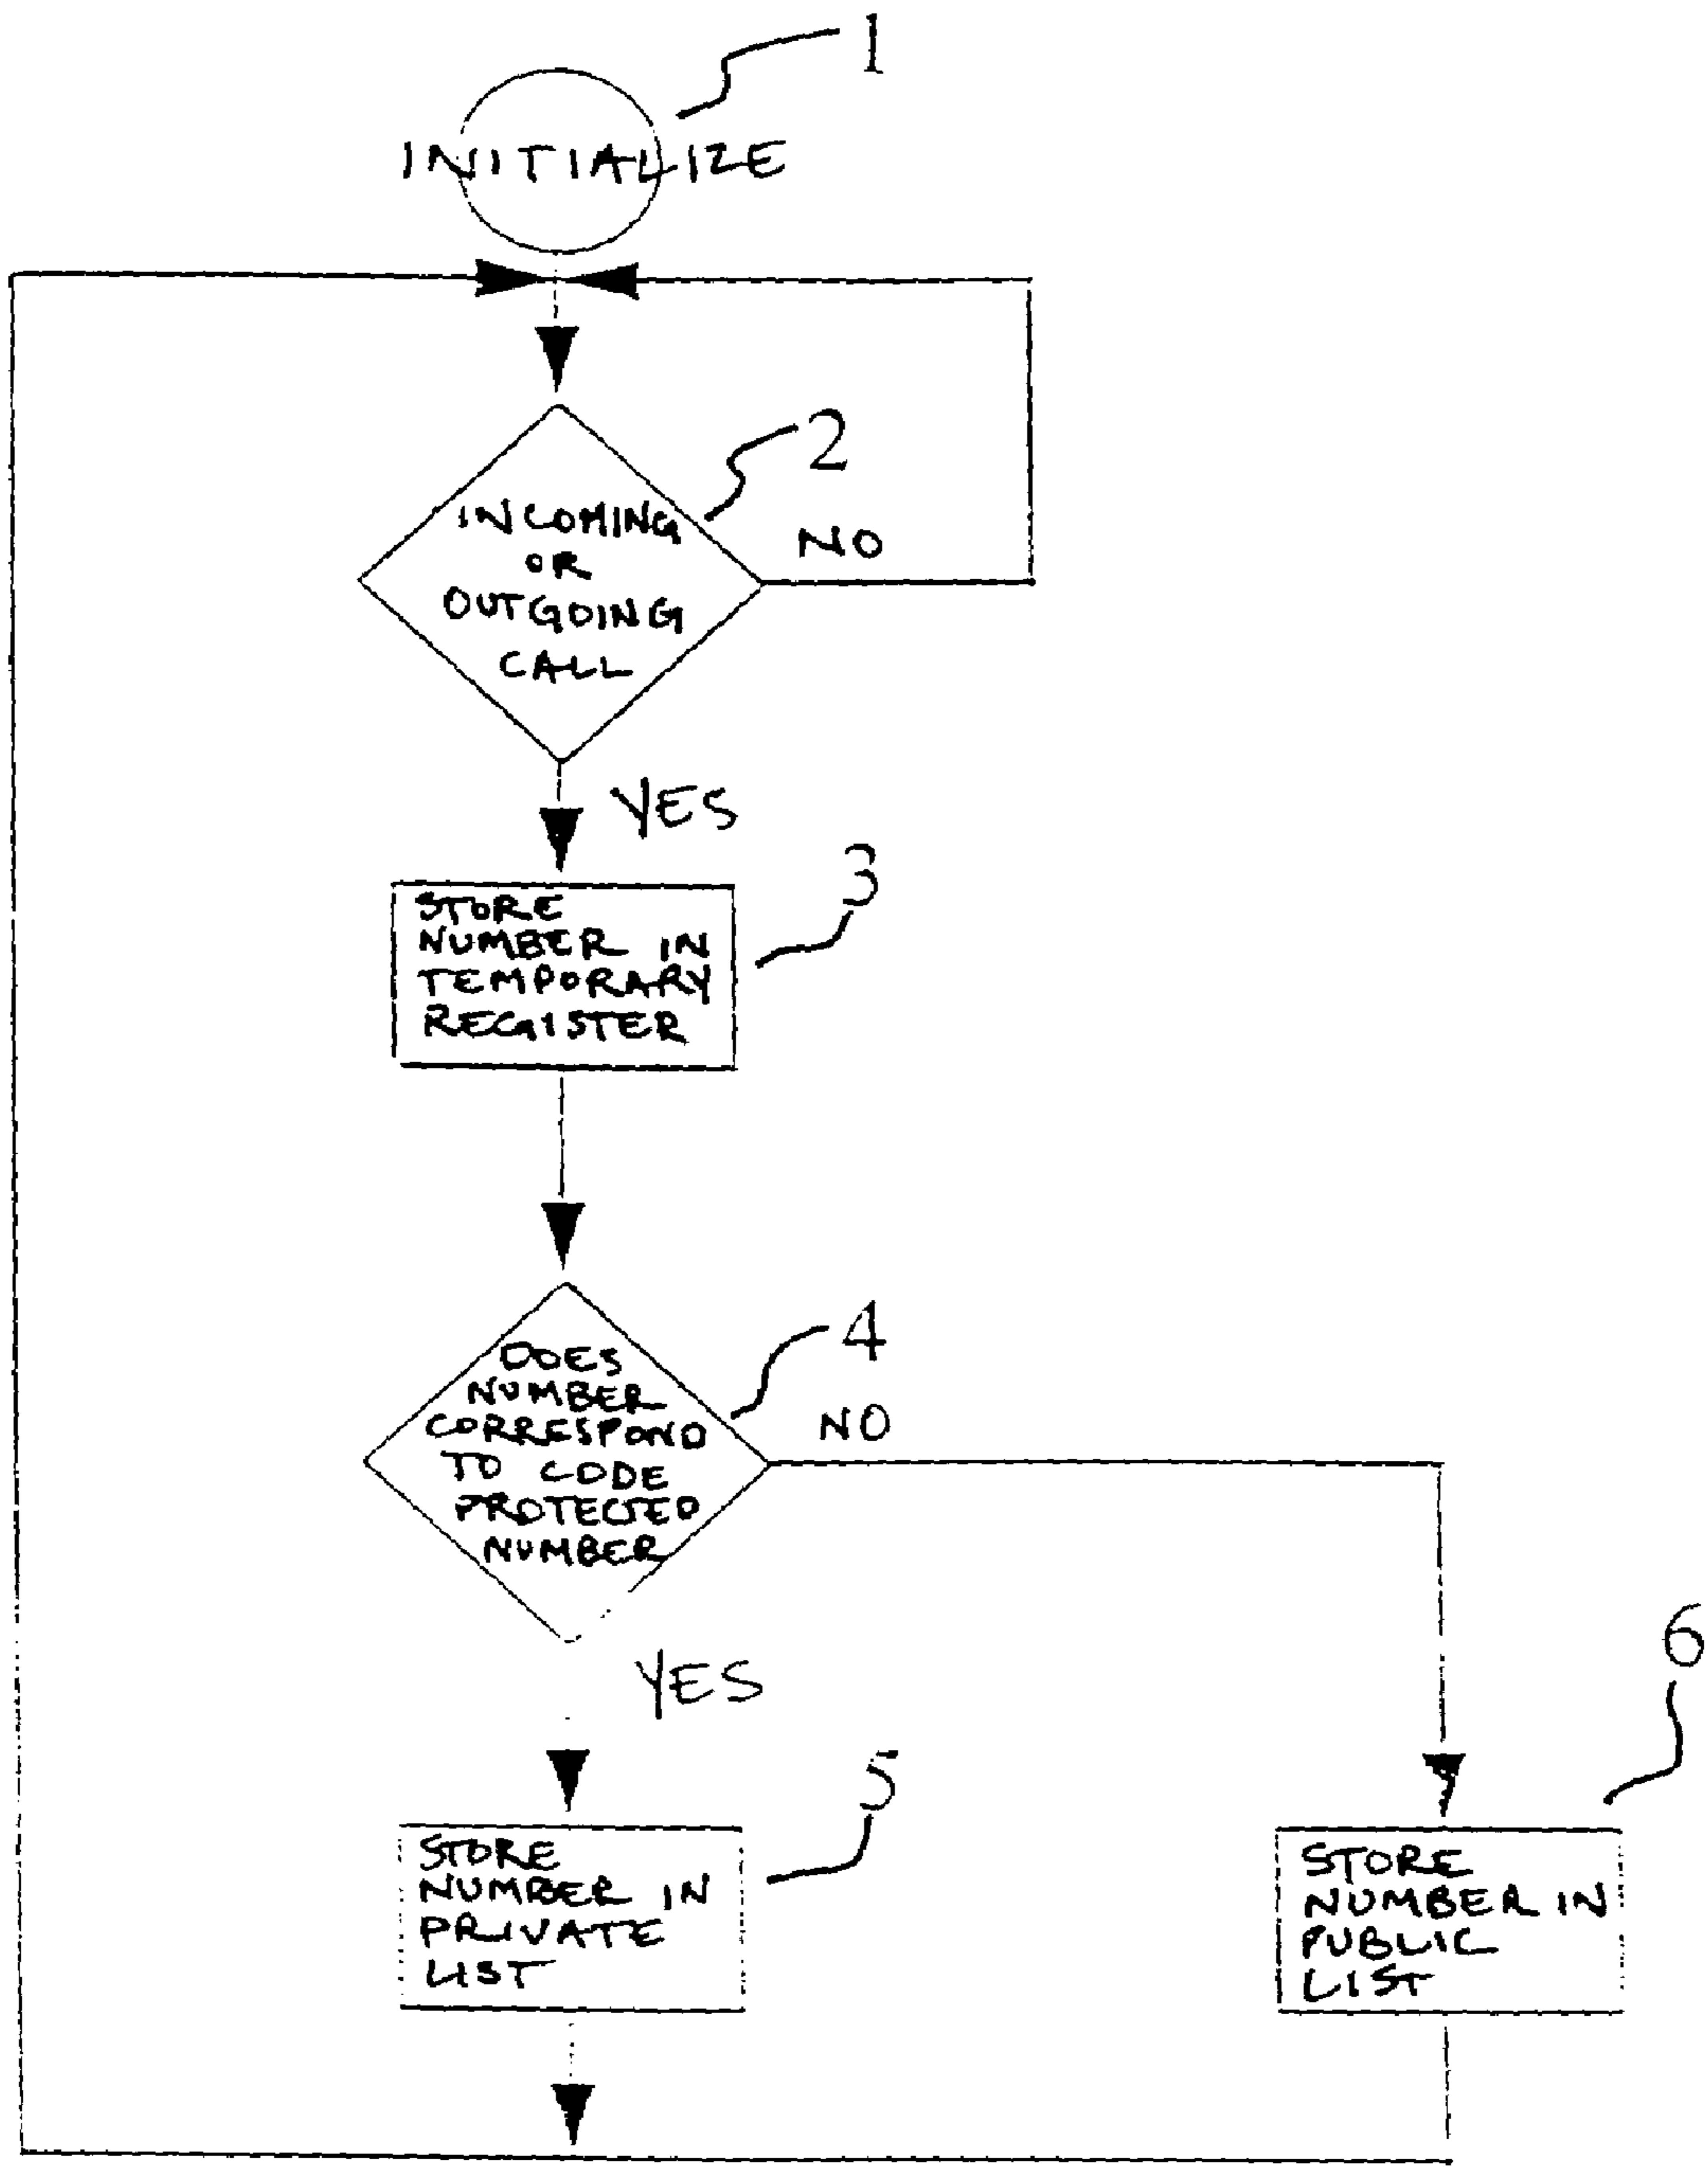 1
INITIALIZE
2
INCOMING
OR
OUTGOING
CALL
NO
YES
3
STORE
NUMBER IN
TEMPORARY
REGISTER
4
DOES
NUMBER
CORRESPOND
TO CODE
PROTECTED
NUMBER
NO
YES
5
STORE
NUMBER IN
PRIVATE
LIST
6
STORE
NUMBER IN
PUBLIC
LIST